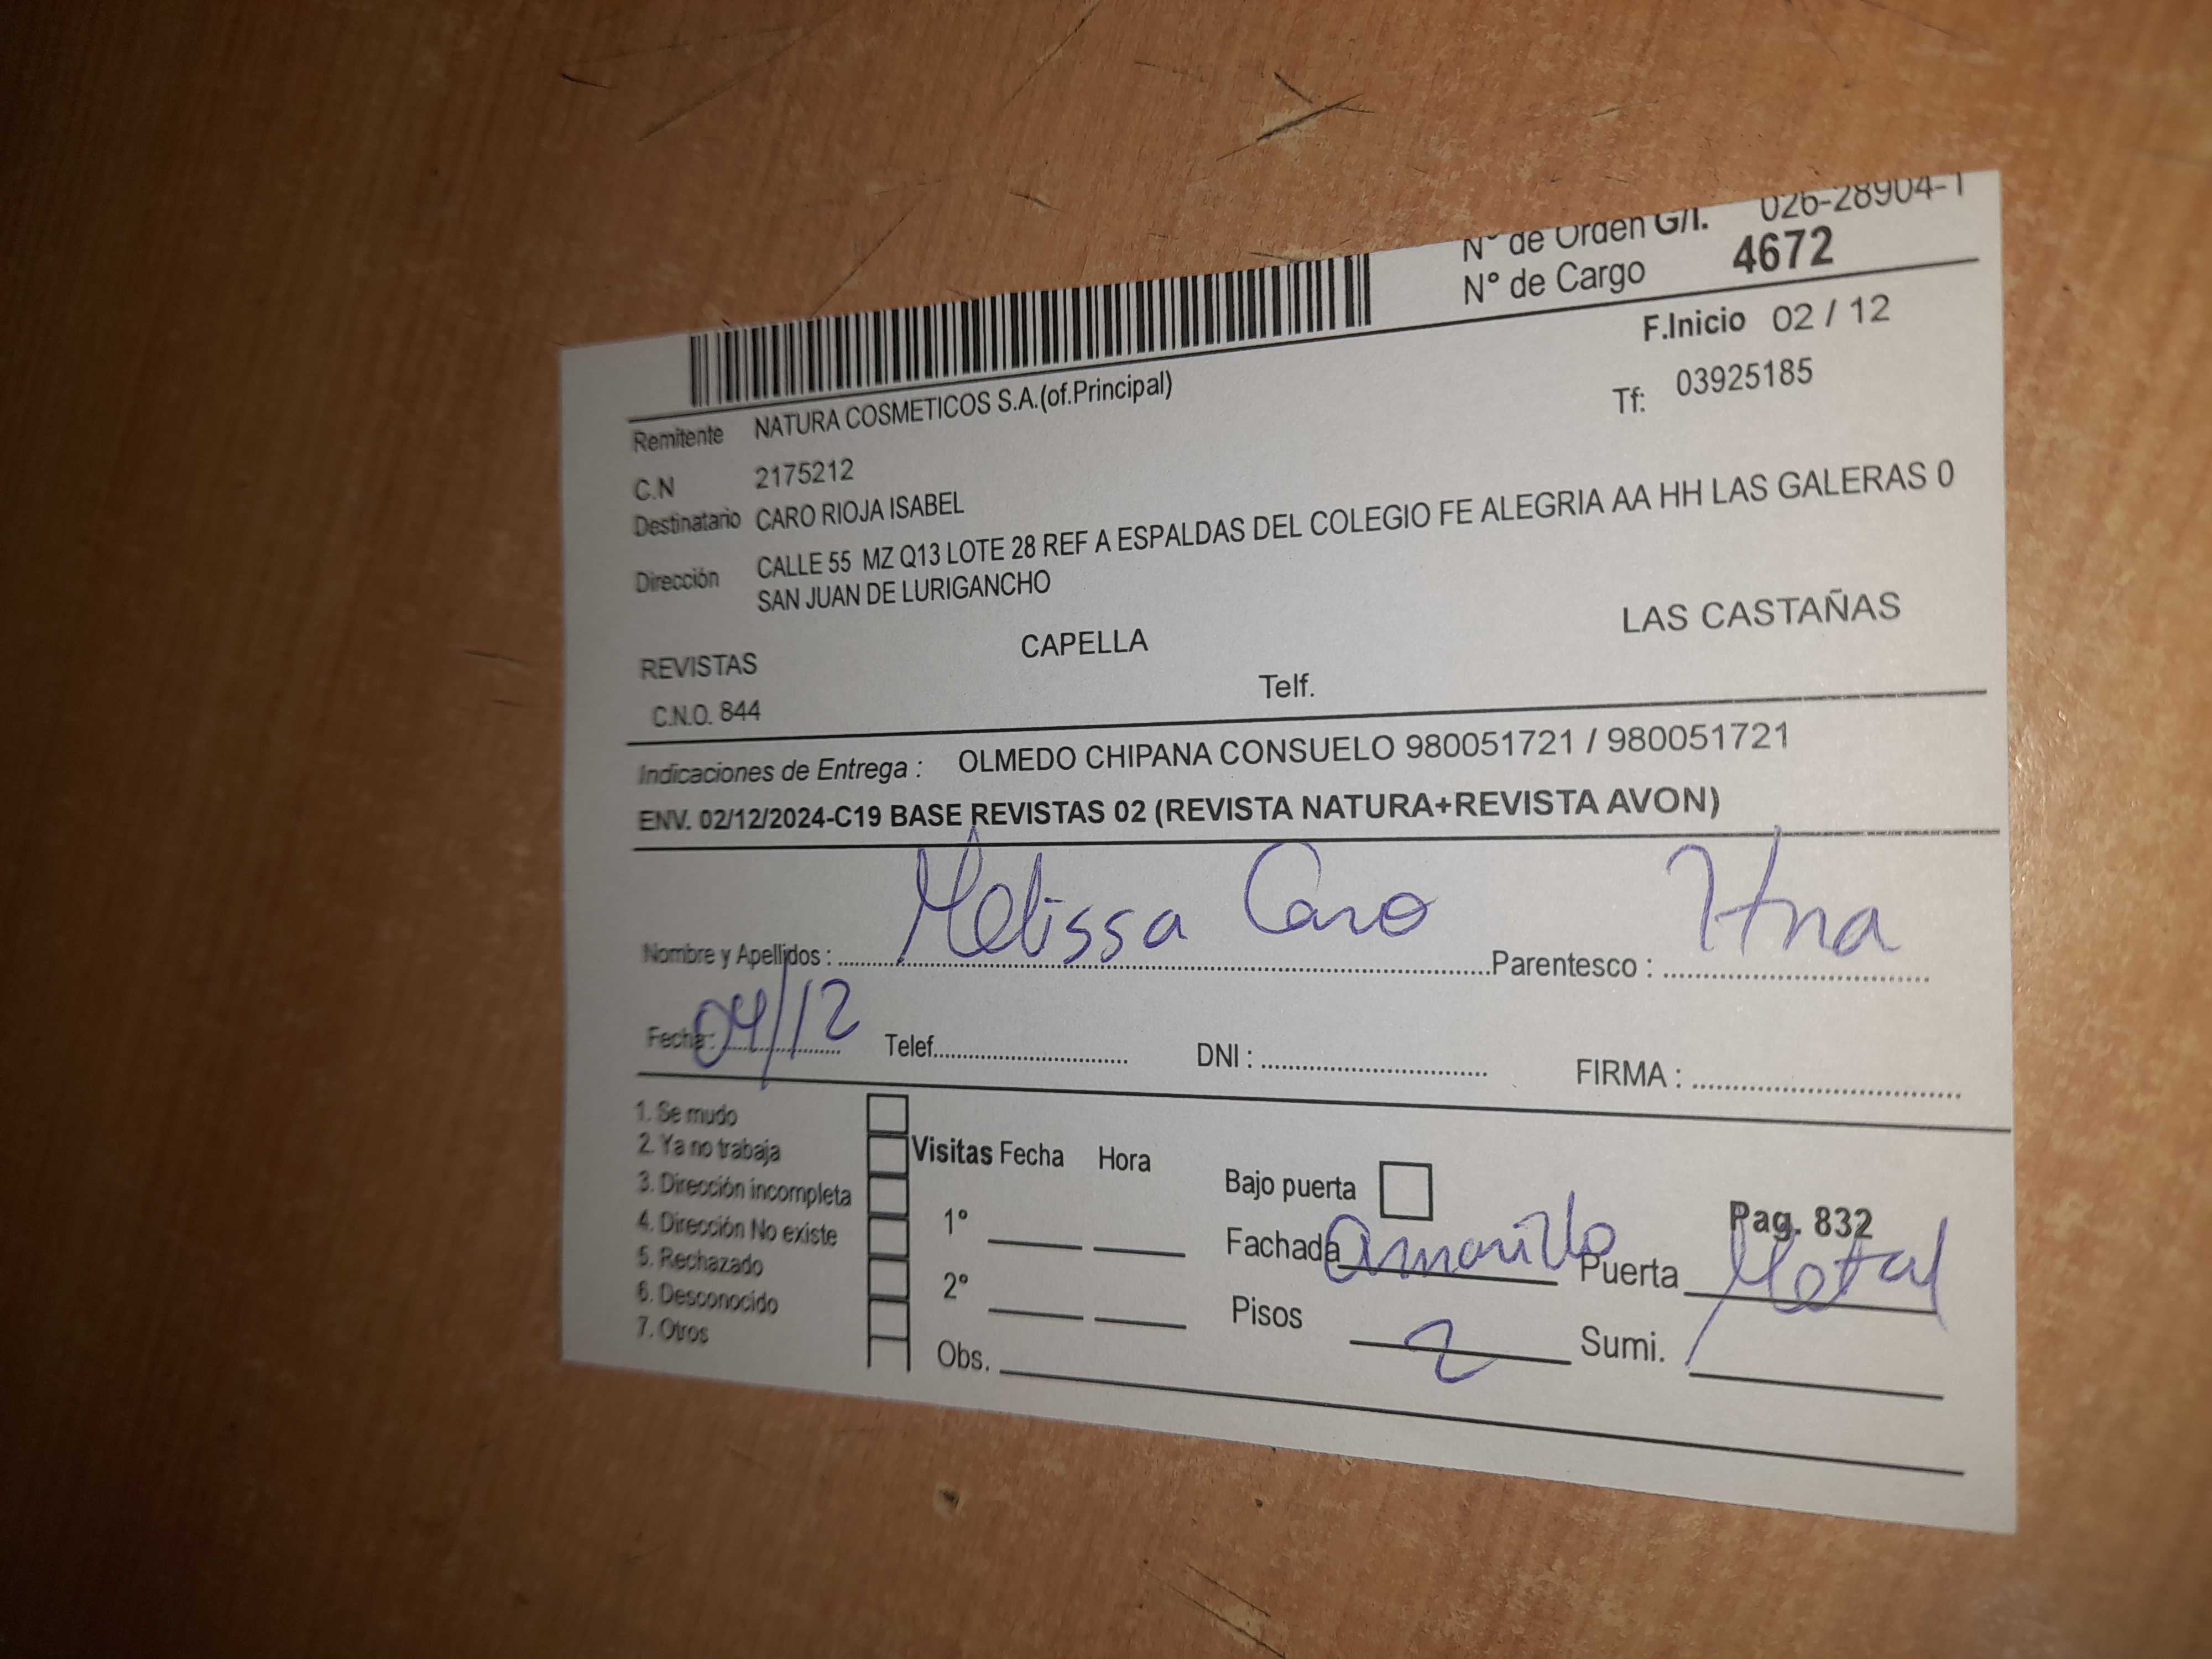 N° de Orden G/I. 026-28904-1
N° de Cargo 4672
F.Inicio 02 / 12
Remitente NATURA COSMETICOS S.A.(of.Principal)
Tf: 03925185
C.N 2175212
Destinatario CARO RIOJA ISABEL
Dirección CALLE 55 MZ Q13 LOTE 28 REF A ESPALDAS DEL COLEGIO FE ALEGRIA AA HH LAS GALERAS 0
SAN JUAN DE LURIGANCHO
REVISTAS CAPELLA LAS CASTAÑAS
C.N.O. 844 Telf.
Indicaciones de Entrega : OLMEDO CHIPANA CONSUELO 980051721 / 980051721
ENV. 02/12/2024-C19 BASE REVISTAS 02 (REVISTA NATURA+REVISTA AVON)
Nombre y Apellidos : Melissa Caro Parentesco : Hna
Fecha : 04/12 Telef. DNI : FIRMA :
1. Se mudo
2. Ya no trabaja
3. Dirección incompleta
4. Dirección No existe
5. Rechazado
6. Desconocido
7. Otros
Visitas Fecha Hora
1°
2°
Obs.
Bajo puerta
Pag. 832
Fachada amarillo Puerta Metal
Pisos 2 Sumi.